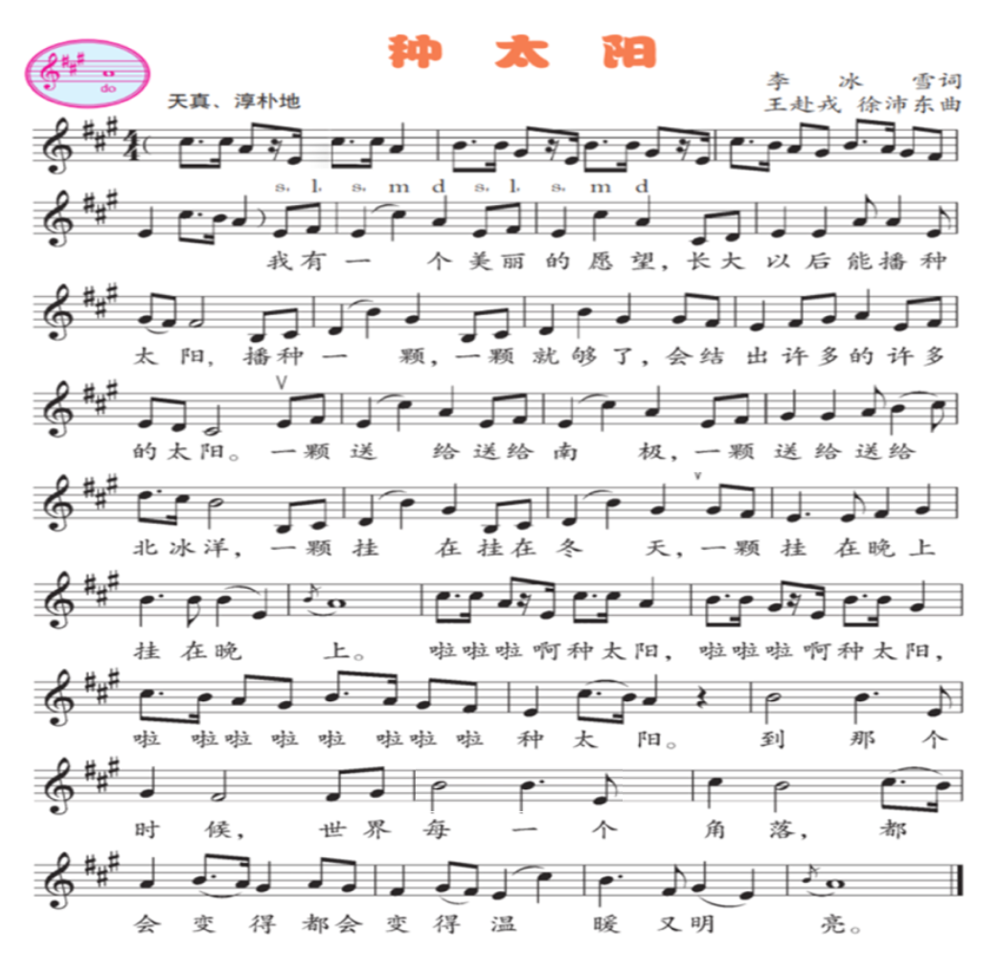 种 太 阳
do
李 冰 雪词
天真、淳朴地
王赴戎 徐沛东曲
s, l, s, m d s, l, s, m d
我有一 个美丽的愿望,长大以后能播种
太 阳, 播种一 颗,一颗就够了,会结出许多的许多
的太阳。一颗送 给送给南 极,一颗送给送给
北冰洋, 一颗挂 在挂在冬 天,一颗挂 在晚上
挂在晚 上。 啦啦啦啊种太阳, 啦啦啦啊种太阳,
啦 啦啦啦啦 啦啦啦 种太 阳。 到 那 个
时 候, 世界每 一 个 角 落, 都
会 变 得都会变得温 暖又明 亮。